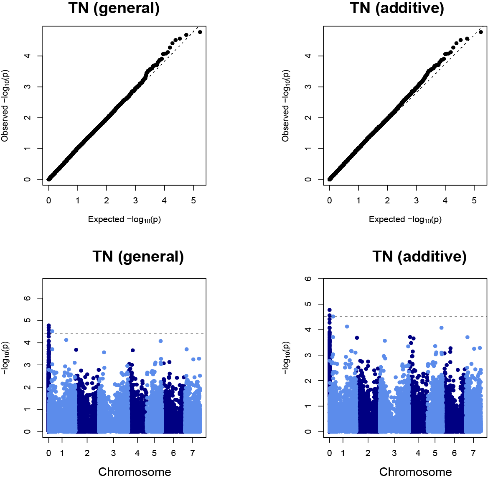 TN (general)
TN (additive)
Observed −log10(p)
4
3
2
1
0
0 1 2 3 4 5
Expected −log10(p)
Observed −log10(p)
4
3
2
1
0
0 1 2 3 4 5
Expected −log10(p)
TN (general)
TN (additive)
−log10(p)
6
5
4
3
2
1
0
0 1 2 3 4 5 6 7
Chromosome
−log10(p)
6
5
4
3
2
1
0
0 1 2 3 4 5 6 7
Chromosome